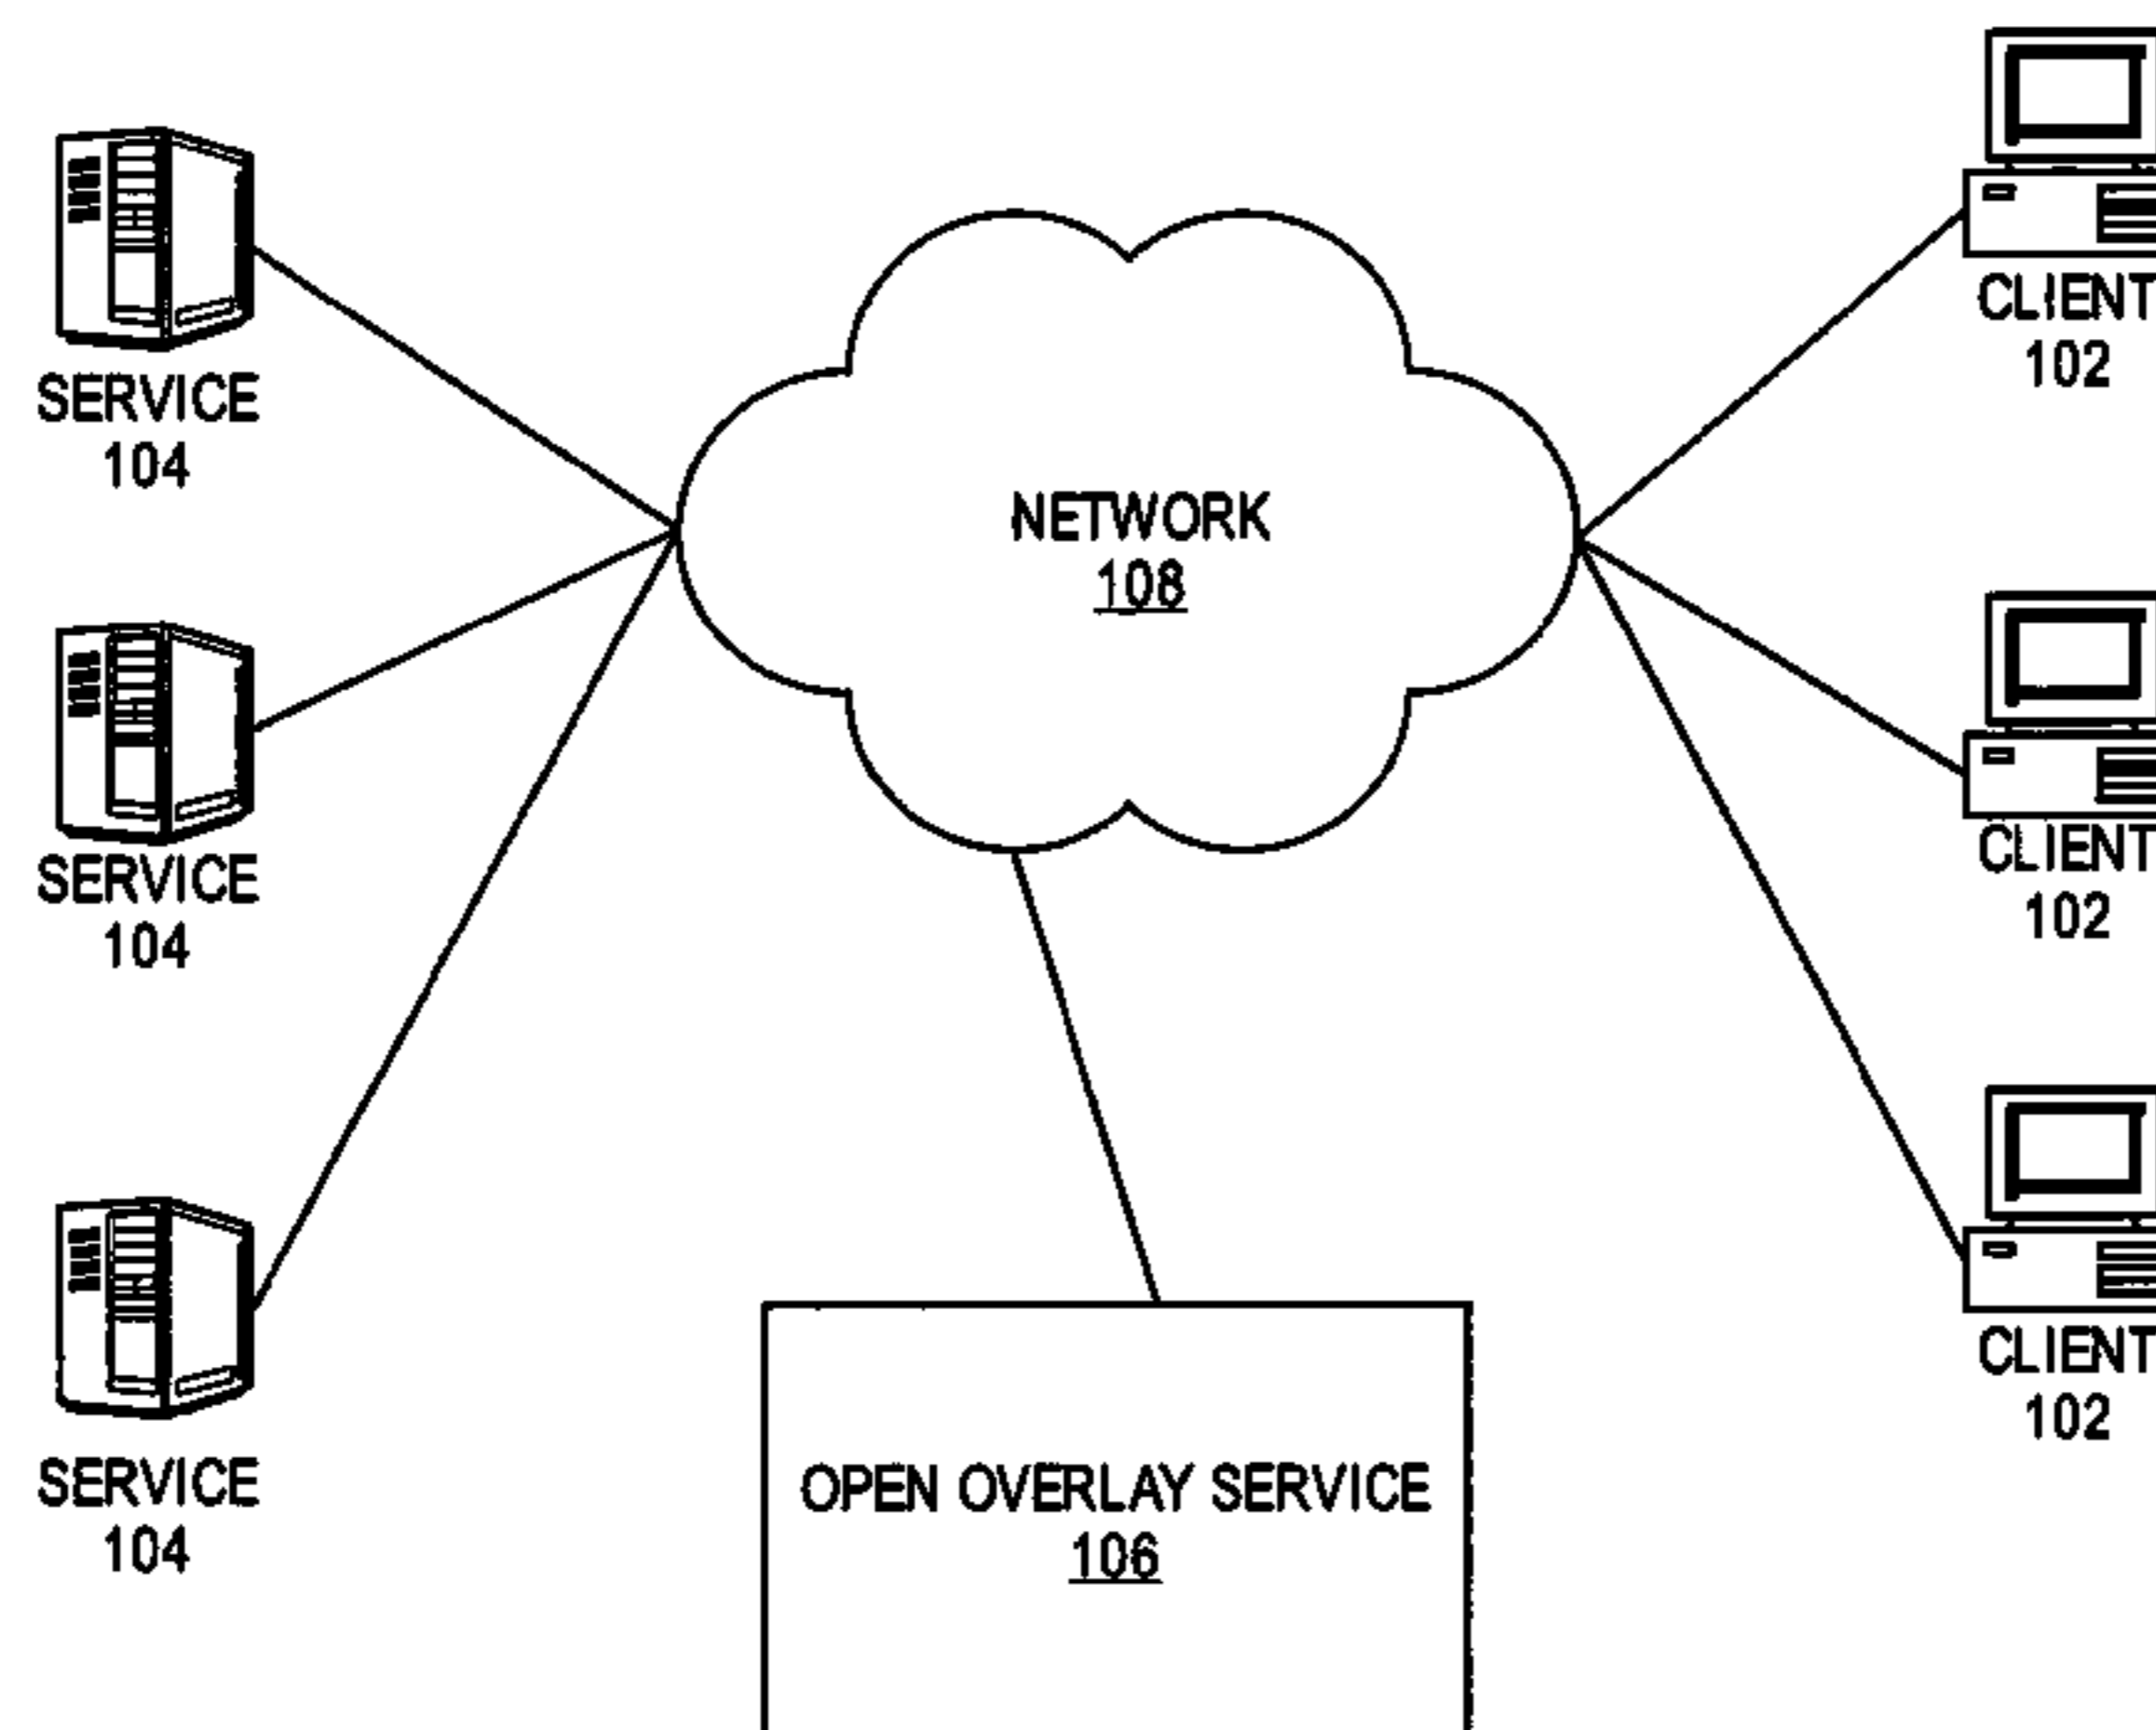 SERVICE
104
SERVICE
104
SERVICE
104
NETWORK
108
OPEN OVERLAY SERVICE
106
CLIENT
102
CLIENT
102
CLIENT
102